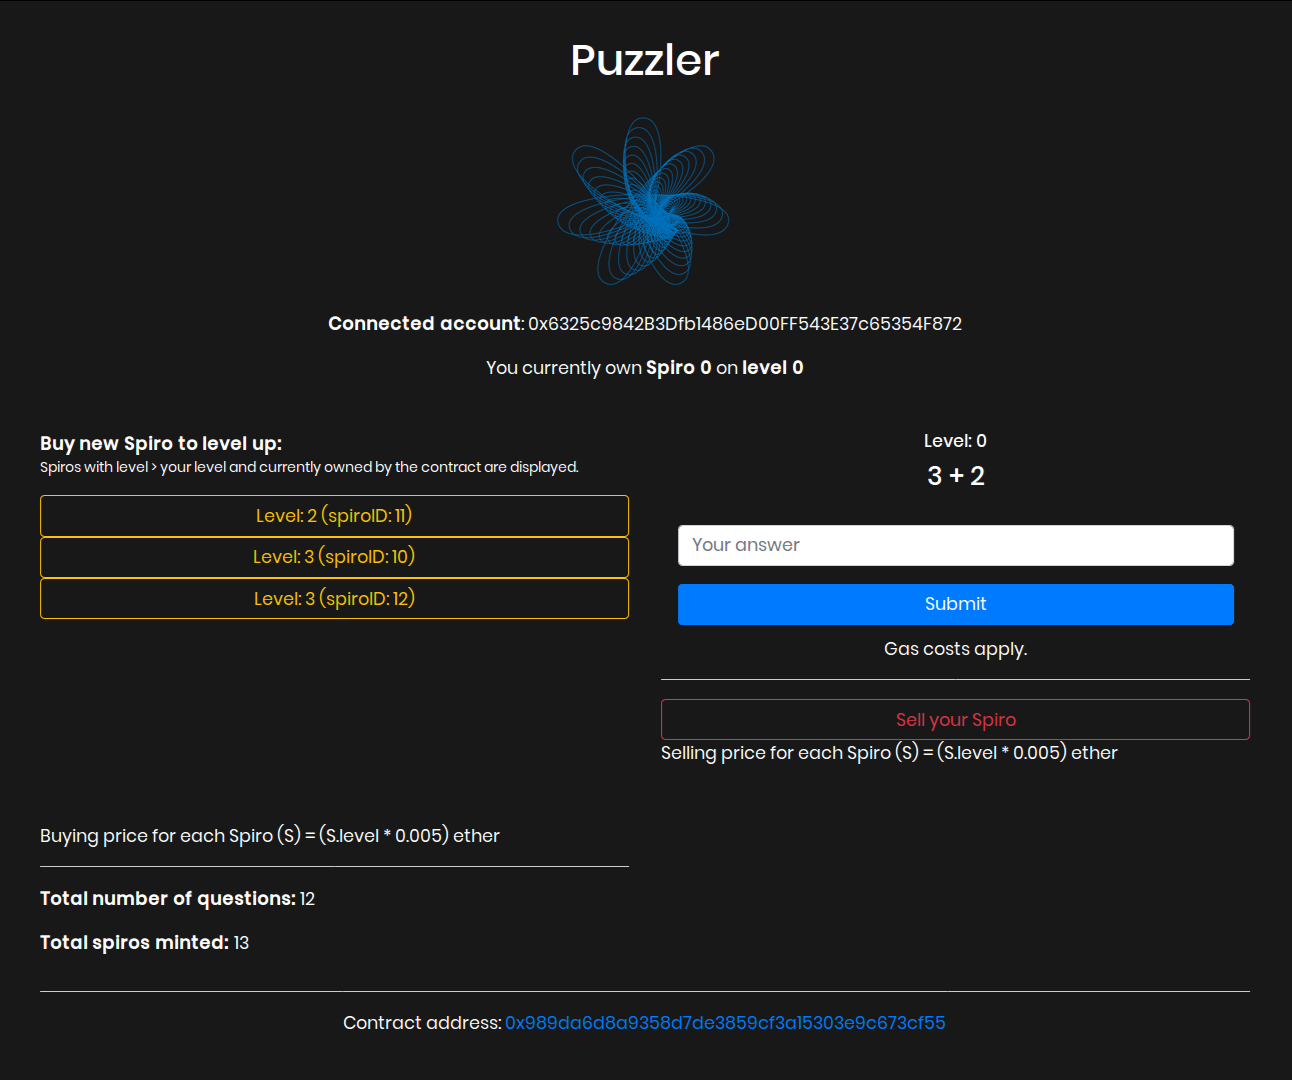 Puzzler
Connected account: 0x6325c9842B3Dfb1486eD00FF543E37c65354F872
You currently own Spiro 0 on level 0
Buy new Spiro to level up:
Spiros with level > your level and currently owned by the contract are displayed.
Level: 2 (spiroID: 11)
Level: 3 (spiroID: 10)
Level: 3 (spiroID: 12)
Level: 0
3 + 2
Your answer
Submit
Gas costs apply.
Sell your Spiro
Selling price for each Spiro (S) = (S.level * 0.005) ether
Buying price for each Spiro (S) = (S.level * 0.005) ether
Total number of questions: 12
Total spiros minted: 13
Contract address: 0x989da6d8a9358d7de3859cf3a15303e9c673cf55